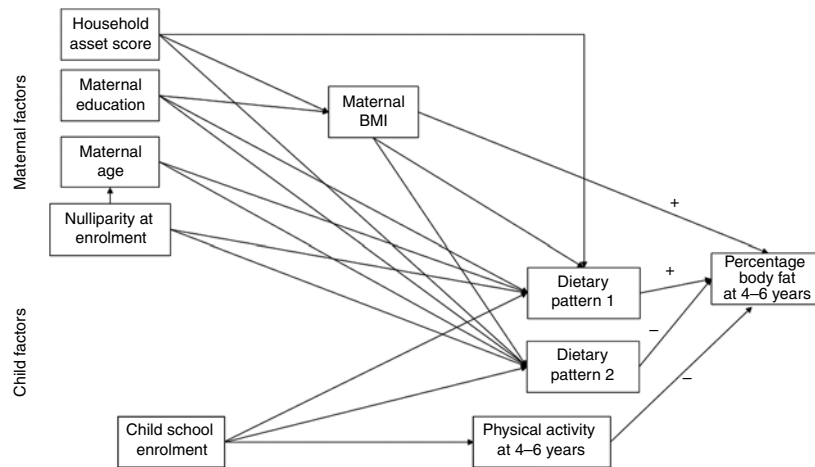 Household
asset score
Maternal
education
Maternal
BMI
Maternal factors
Maternal
age
Nulliparity at
enrolment
+
Percentage
body fat
at 4–6 years
Dietary
pattern 1
+
–
Child factors
Dietary
pattern 2
–
Child school
enrolment
Physical activity
at 4–6 years